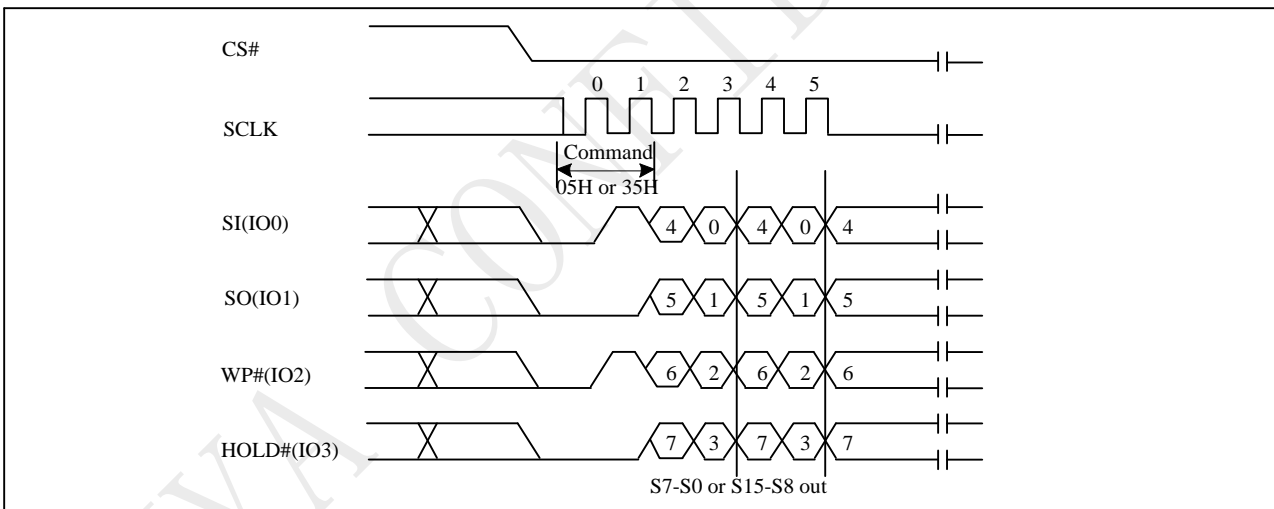 CS#
0 1 2 3 4 5
SCLK
Command
05H or 35H
SI(IO0) 4 0 4 0 4
SO(IO1) 5 1 5 1 5
WP#(IO2) 6 2 6 2 6
HOLD#(IO3) 7 3 7 3 7
S7-S0 or S15-S8 out